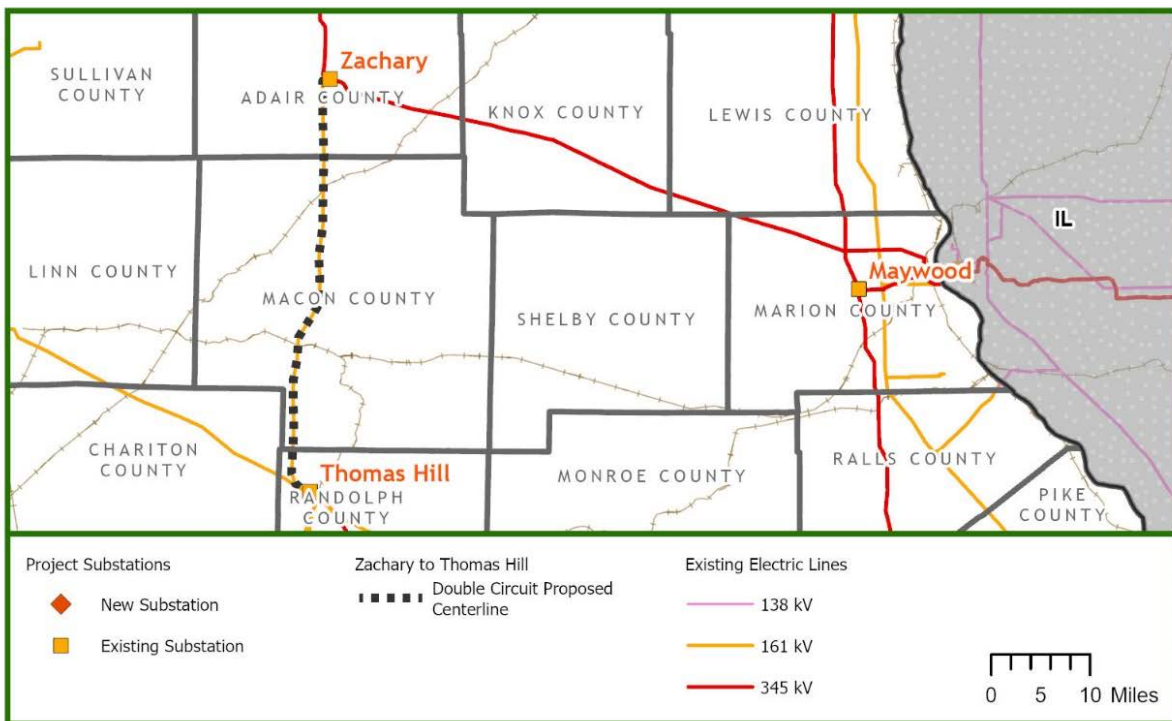 Zachary
SULLIVAN
COUNTY
ADAIR COUNTY
KNOX COUNTY
LEWIS COUNTY
IL
LINN COUNTY
MACON COUNTY
SHELBY COUNTY
Maywood
MARION COUNTY
CHARITON
COUNTY
Thomas Hill
RANDOLPH
COUNTY
MONROE COUNTY
RALLS COUNTY
PIKE
COUNTY
Project Substations
New Substation
Existing Substation
Zachary to Thomas Hill
Double Circuit Proposed
Centerline
Existing Electric Lines
138 kV
161 kV
345 kV
0 5 10 Miles